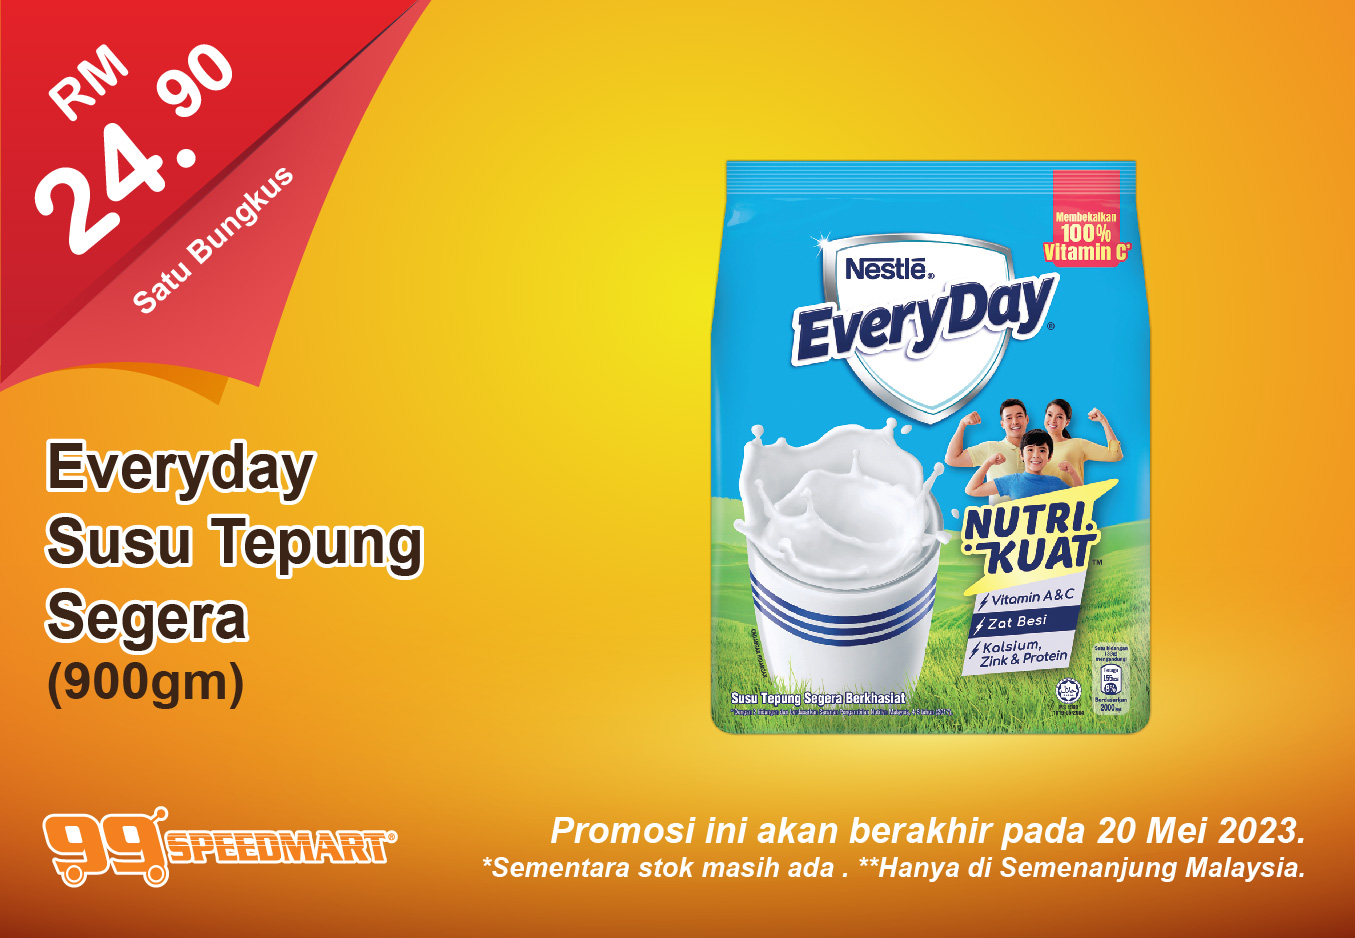 RM
24.90
Satu Bungkus
Membekalkan
100%
Vitamin C*
Nestlé®
EveryDay®
NUTRI
KUAT™
Vitamin A & C
Zat Besi
Kalsium,
Zink & Protein
Susu Tepung Segera Berkhasiat
Everyday
Susu Tepung
Segera
(900gm)
99 SPEEDMART®
Promosi ini akan berakhir pada 20 Mei 2023.
*Sementara stok masih ada . **Hanya di Semenanjung Malaysia.